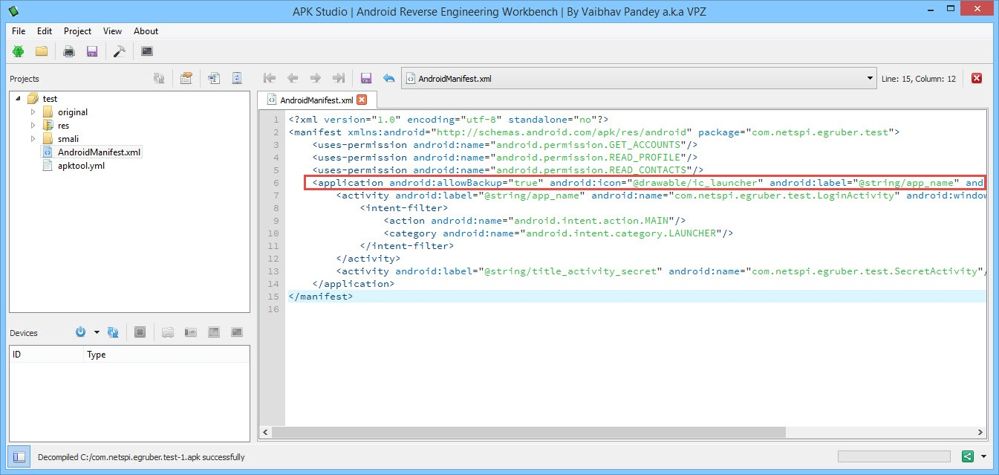 APK Studio | Android Reverse Engineering Workbench | By Vaibhav Pandey a.k.a VPZ
File Edit Project View About
Projects
AndroidManifest.xml
Line: 15, Column: 12
test
original
res
smali
AndroidManifest.xml
apktool.yml
AndroidManifest.xml
1 <?xml version="1.0" encoding="utf-8" standalone="no"?>
2 <manifest xmlns:android="http://schemas.android.com/apk/res/android" package="com.netspi.egruber.test">
3 <uses-permission android:name="android.permission.GET_ACCOUNTS"/>
4 <uses-permission android:name="android.permission.READ_PROFILE"/>
5 <uses-permission android:name="android.permission.READ_CONTACTS"/>
6 <application android:allowBackup="true" android:icon="@drawable/ic_launcher" android:label="@string/app_name" and
7 <activity android:label="@string/app_name" android:name="com.netspi.egruber.test.LoginActivity" android:window
8 <intent-filter>
9 <action android:name="android.intent.action.MAIN"/>
10 <category android:name="android.intent.category.LAUNCHER"/>
11 </intent-filter>
12 </activity>
13 <activity android:label="@string/title_activity_secret" android:name="com.netspi.egruber.test.SecretActivity"/
14 </application>
15 </manifest>
16
Devices
ID Type
Decompiled C:/com.netspi.egruber.test-1.apk successfully